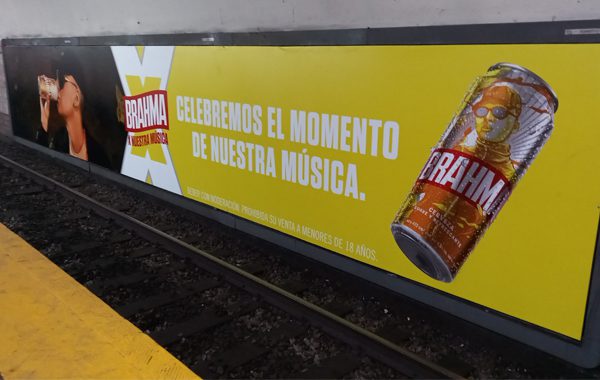 BRAHMA
X NUESTRA MÚSICA
CELEBREMOS EL MOMENTO
DE NUESTRA MÚSICA.
BEBER CON MODERACIÓN. PROHIBIDA SU VENTA A MENORES DE 18 AÑOS.
BRAHMA
CERVEZA